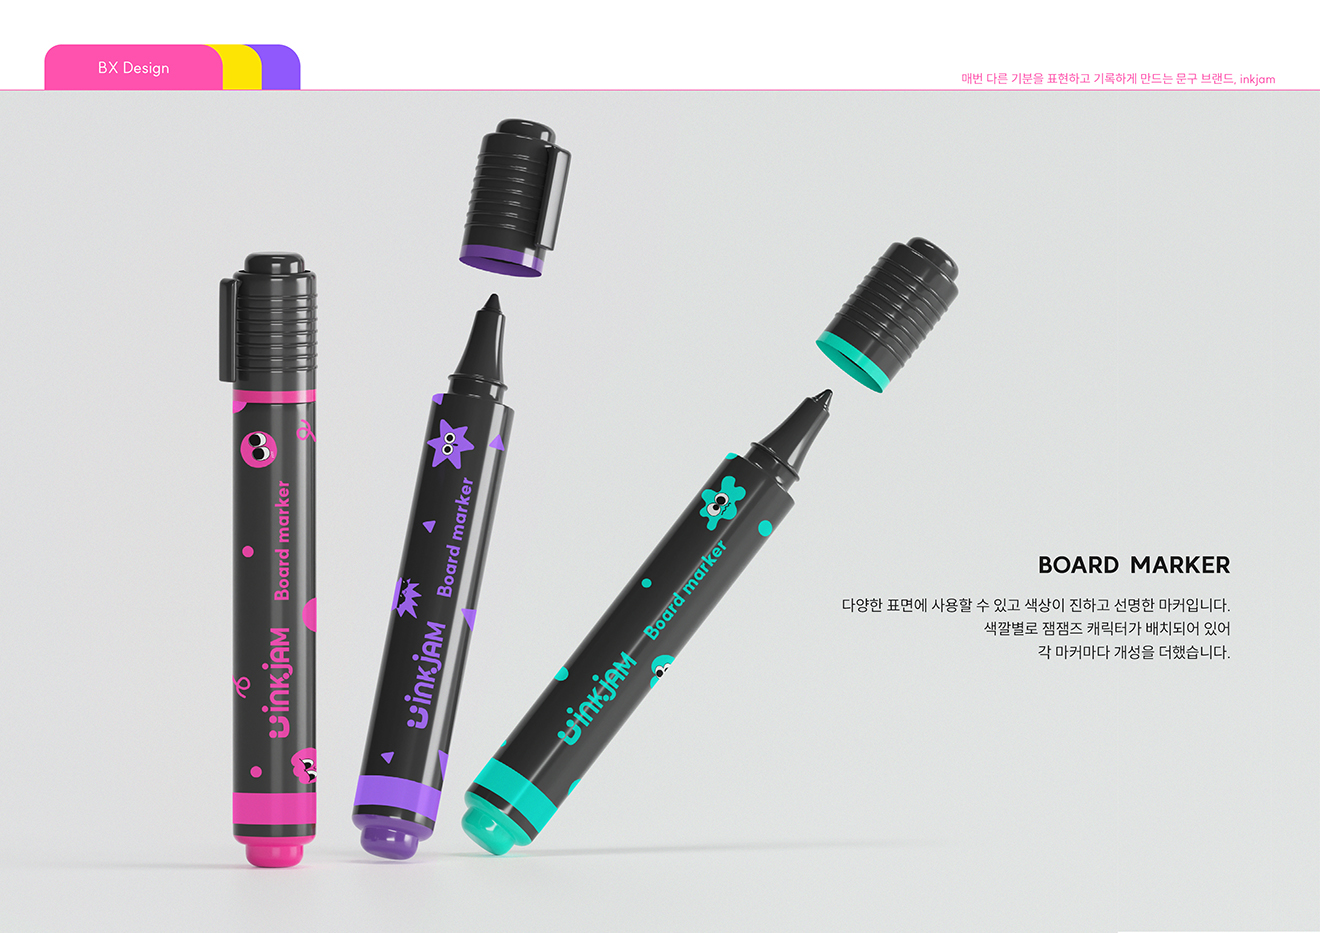 BX Design
매번 다른 기분을 표현하고 기록하게 만드는 문구 브랜드, inkjam
Board marker
inkjam
Board marker
inkjam
Board marker
inkjam
BOARD MARKER
다양한 표면에 사용할 수 있고 색상이 진하고 선명한 마커입니다.
색깔별로 잼잼즈 캐릭터가 배치되어 있어
각 마커마다 개성을 더했습니다.